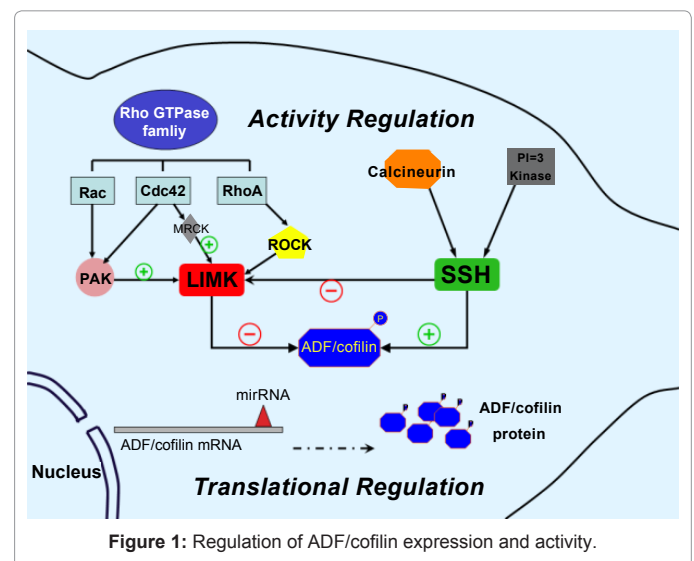 Rho GTPase
famliy
Activity Regulation
Rac
Cdc42
RhoA
Calcineurin
PI=3
Kinase
MRCK
+
ROCK
PAK
+
LIMK
SSH
−
−
P
ADF/cofilin
+
mirRNA
ADF/cofilin mRNA
P
P
P
P
ADF/cofilin
protein
Nucleus
Translational Regulation
Figure 1: Regulation of ADF/cofilin expression and activity.